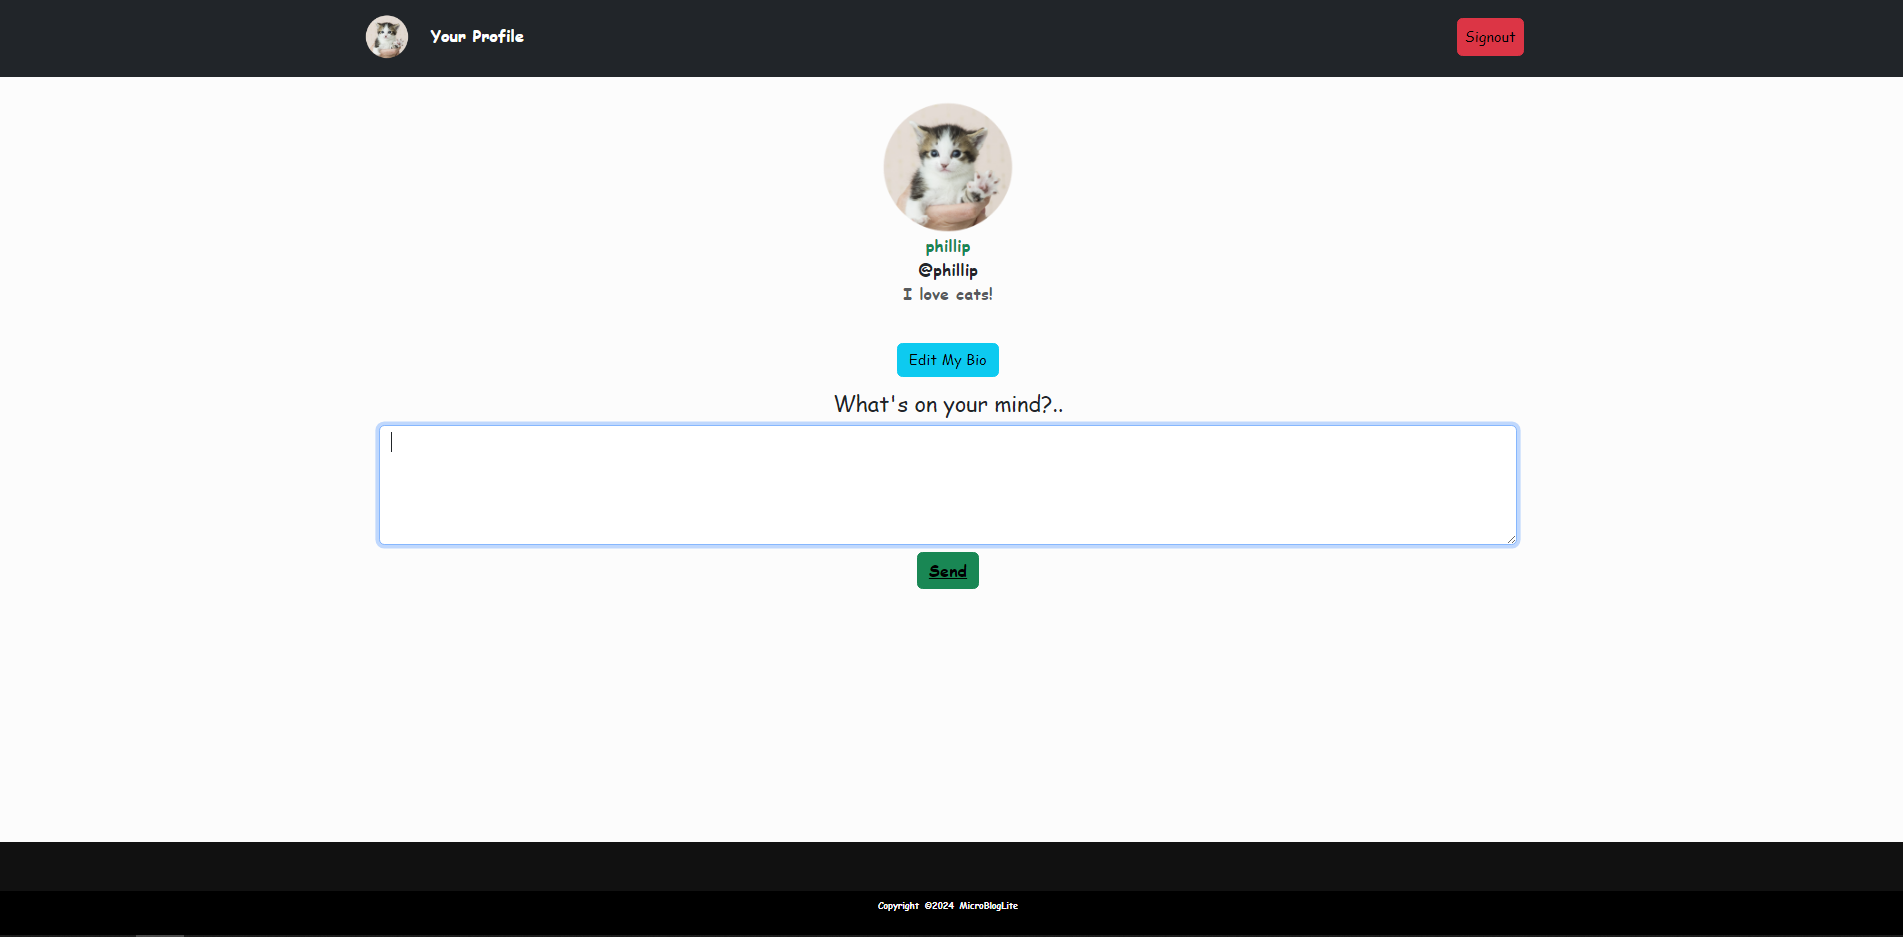 Your Profile
Signout
phillip
@phillip
I love cats!
Edit My Bio
What's on your mind?..
Send
Copyright ©2024 MicroBlogLite